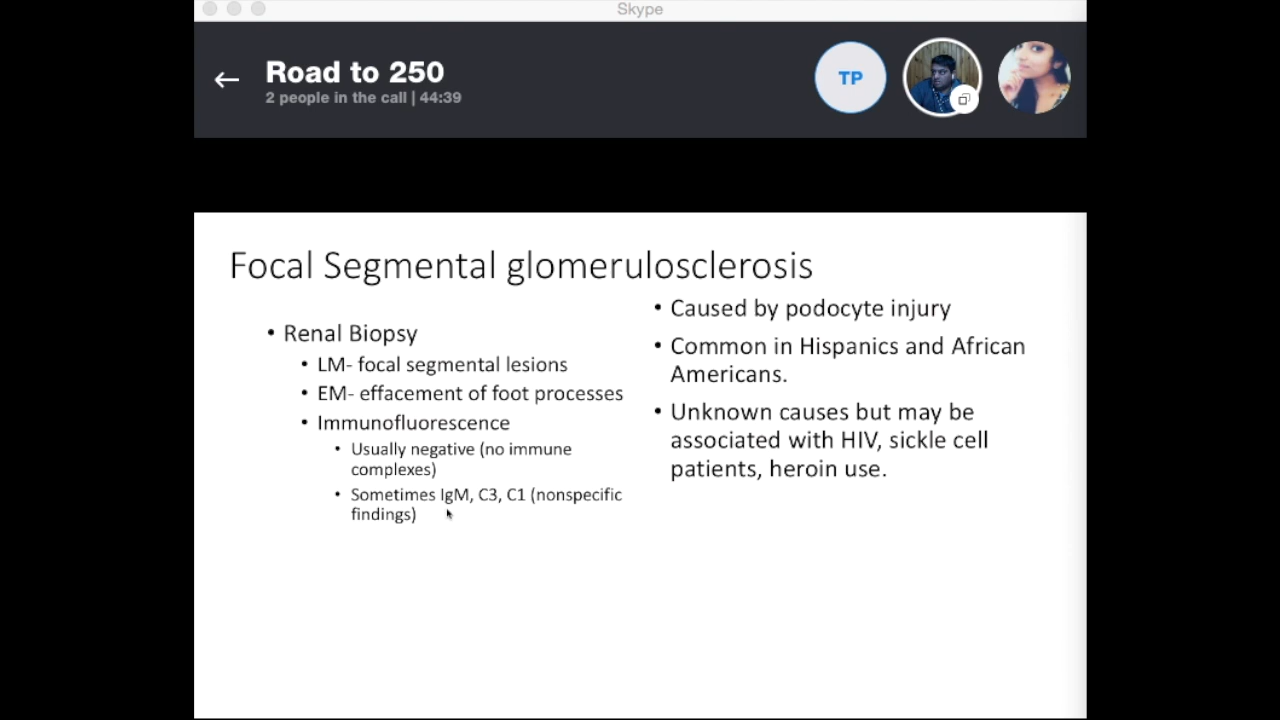 Skype
Road to 250
2 people in the call | 44:39
TP
Focal Segmental glomerulosclerosis
• Renal Biopsy
• LM- focal segmental lesions
• EM- effacement of foot processes
• Immunofluorescence
• Usually negative (no immune
complexes)
• Sometimes IgM, C3, C1 (nonspecific
findings)
• Caused by podocyte injury
• Common in Hispanics and African
Americans.
• Unknown causes but may be
associated with HIV, sickle cell
patients, heroin use.